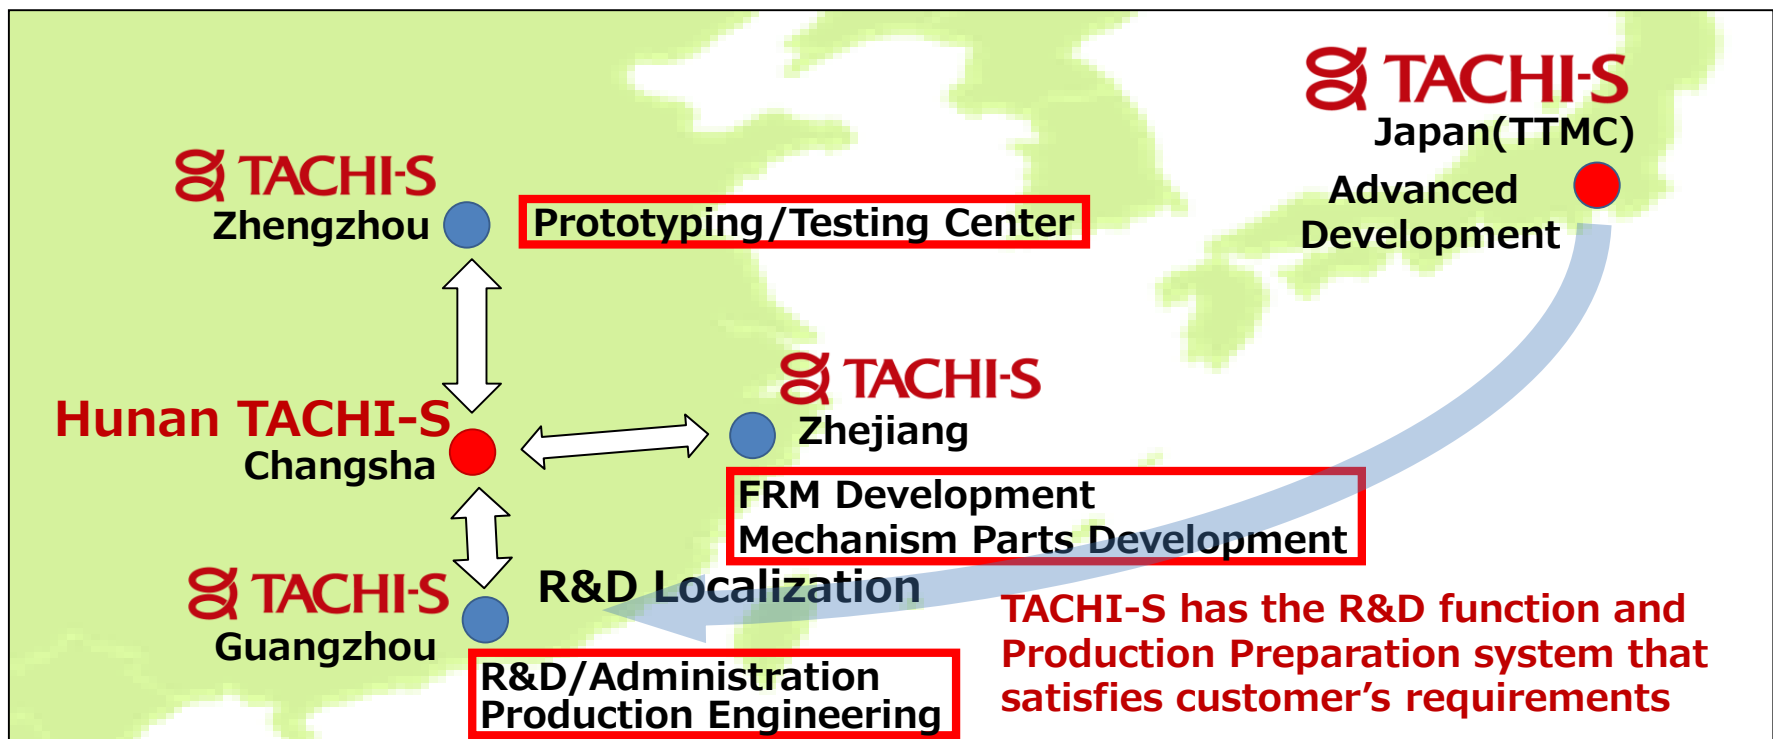 TACHI-S
Japan(TTMC)
Advanced
Development
TACHI-S
Zhengzhou
Prototyping/Testing Center
Hunan TACHI-S
Changsha
TACHI-S
Zhejiang
FRM Development
Mechanism Parts Development
R&D Localization
TACHI-S
Guangzhou
R&D/Administration
Production Engineering
TACHI-S has the R&D function and
Production Preparation system that
satisfies customer’s requirements